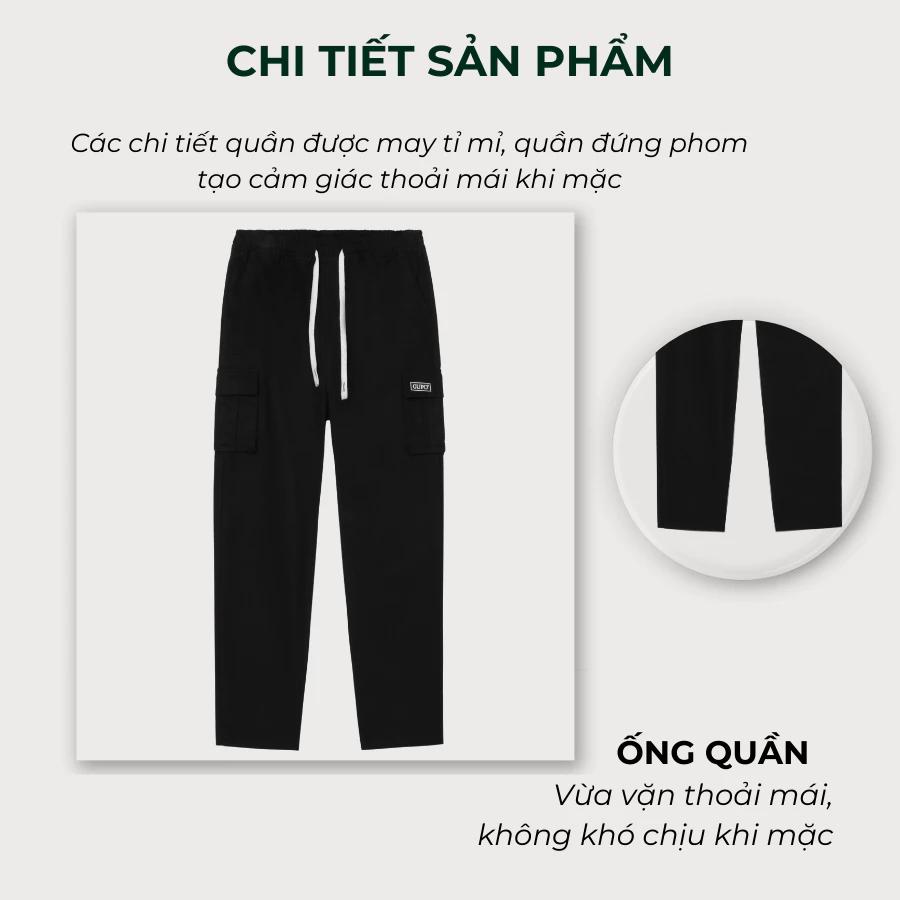 CHI TIẾT SẢN PHẨM
Các chi tiết quần được may tỉ mỉ, quần đứng phom
tạo cảm giác thoải mái khi mặc
ỐNG QUẦN
Vừa vặn thoải mái,
không khó chịu khi mặc